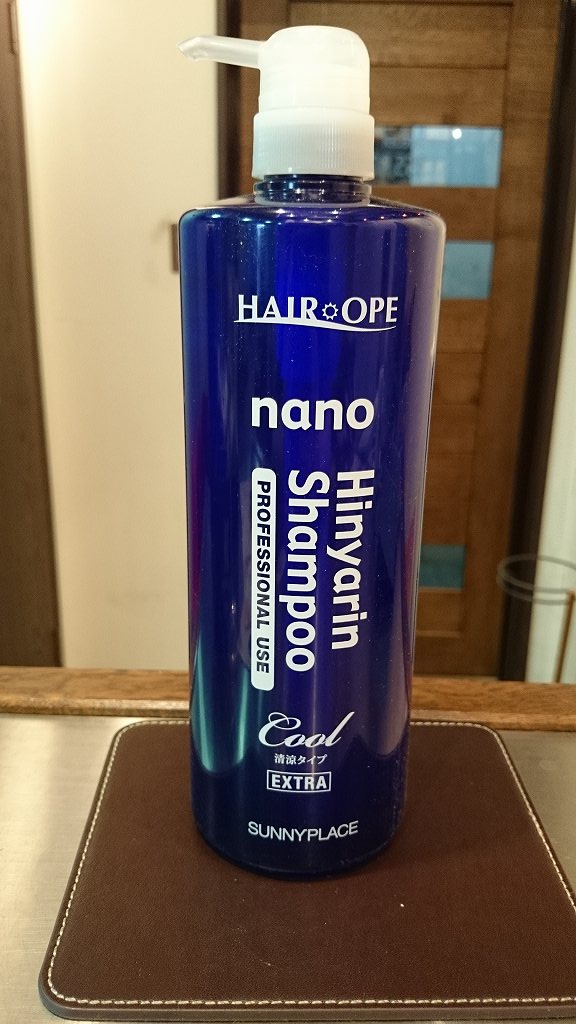 HAIR OPE
nano
Hinyarin
Shampoo
PROFESSIONAL USE
Cool
清涼タイプ
EXTRA
SUNNYPLACE